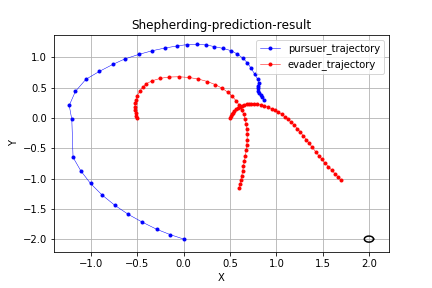 Shepherding-prediction-result
pursuer_trajectory
evader_trajectory
Y
1.0
0.5
0.0
−0.5
−1.0
−1.5
−2.0
−1.0 −0.5 0.0 0.5 1.0 1.5 2.0
X